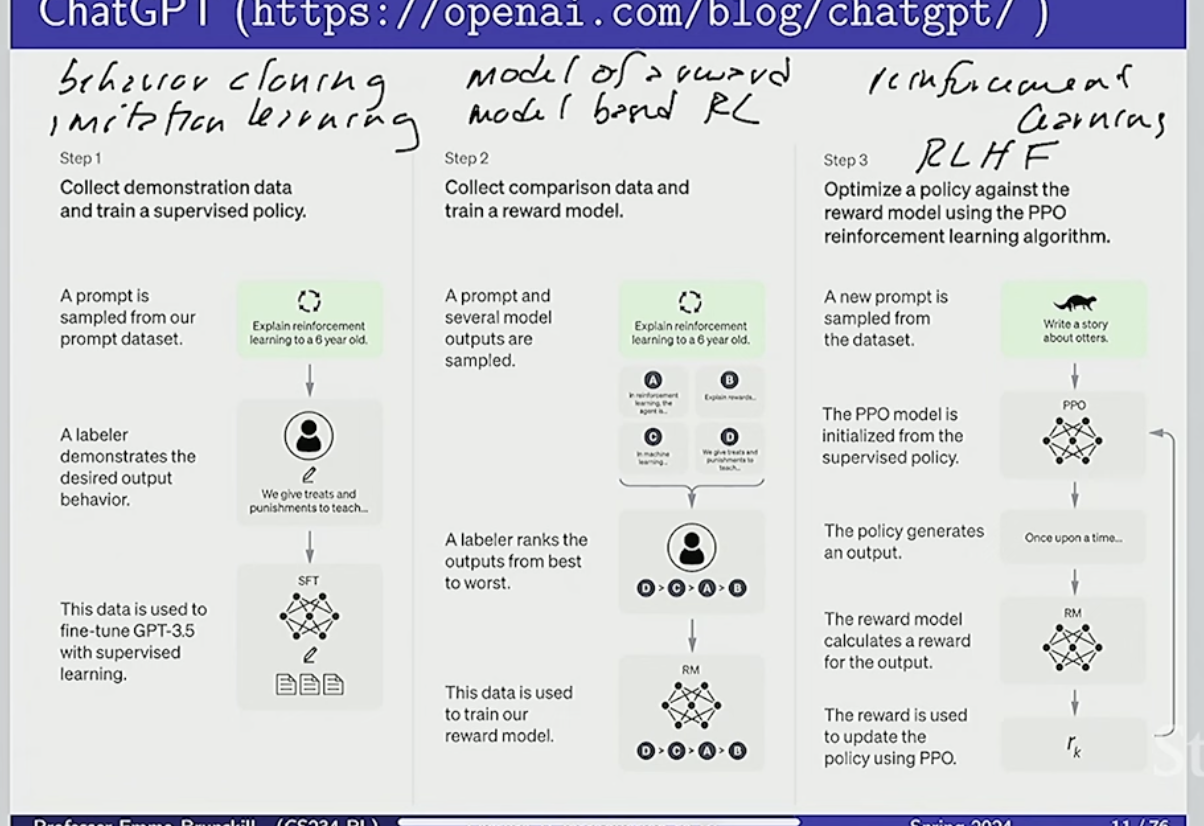 ChatGPT (https://openai.com/blog/chatgpt/ )
behavior cloning
imitation learning
model of a reward
model based RL
reinforcement
learning
RLHF
Step 1
Collect demonstration data
and train a supervised policy.
A prompt is
sampled from our
prompt dataset.
Explain reinforcement
learning to a 6 year old.
A labeler
demonstrates the
desired output
behavior.
We give treats and
punishments to teach...
This data is used to
fine-tune GPT-3.5
with supervised
learning.
SFT
Step 2
Collect comparison data and
train a reward model.
A prompt and
several model
outputs are
sampled.
Explain reinforcement
learning to a 6 year old.
A
In reinforcement
learning, the
agent is...
B
Explain rewards...
C
In machine
learning...
D
We give treats and
punishments to
teach...
A labeler ranks the
outputs from best
to worst.
D > C > A > B
This data is used
to train our
reward model.
RM
D > C > A > B
Step 3
Optimize a policy against the
reward model using the PPO
reinforcement learning algorithm.
A new prompt is
sampled from
the dataset.
Write a story
about otters.
The PPO model is
initialized from the
supervised policy.
PPO
The policy generates
an output.
Once upon a time...
The reward model
calculates a reward
for the output.
RM
The reward is used
to update the
policy using PPO.
rₖ
St
Professor Emma Brunskill (CS234 RL)
Spring 2024
11 / 76